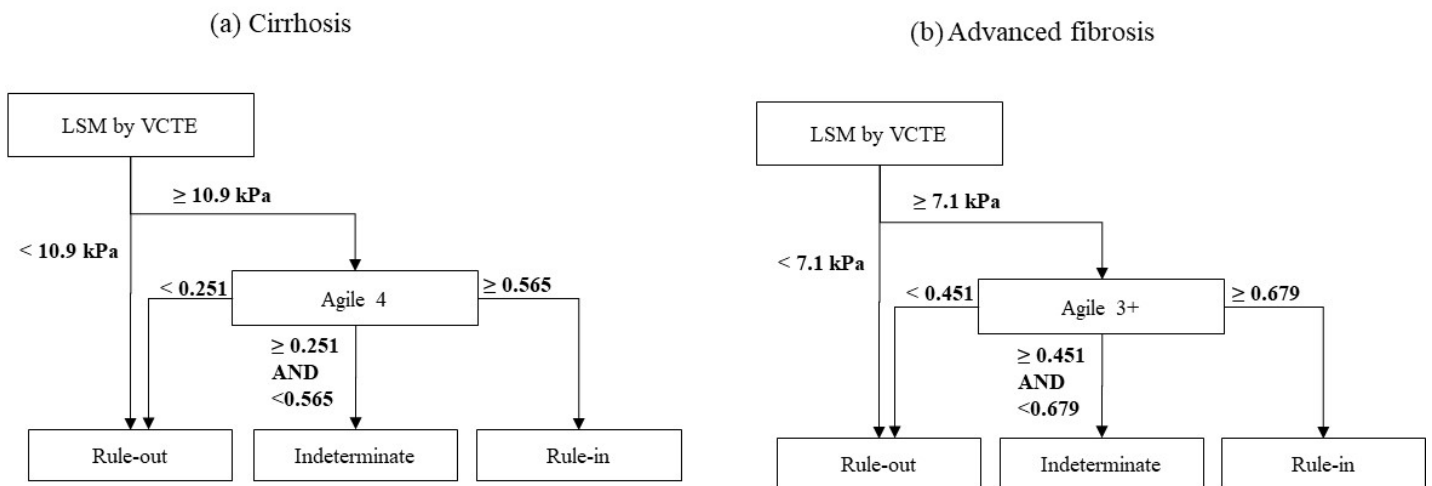 (a) Cirrhosis
LSM by VCTE
≥ 10.9 kPa
< 10.9 kPa
< 0.251
Agile 4
≥ 0.565
≥ 0.251
AND
<0.565
Rule-out
Indeterminate
Rule-in
(b) Advanced fibrosis
LSM by VCTE
≥ 7.1 kPa
< 7.1 kPa
< 0.451
Agile 3+
≥ 0.679
≥ 0.451
AND
<0.679
Rule-out
Indeterminate
Rule-in